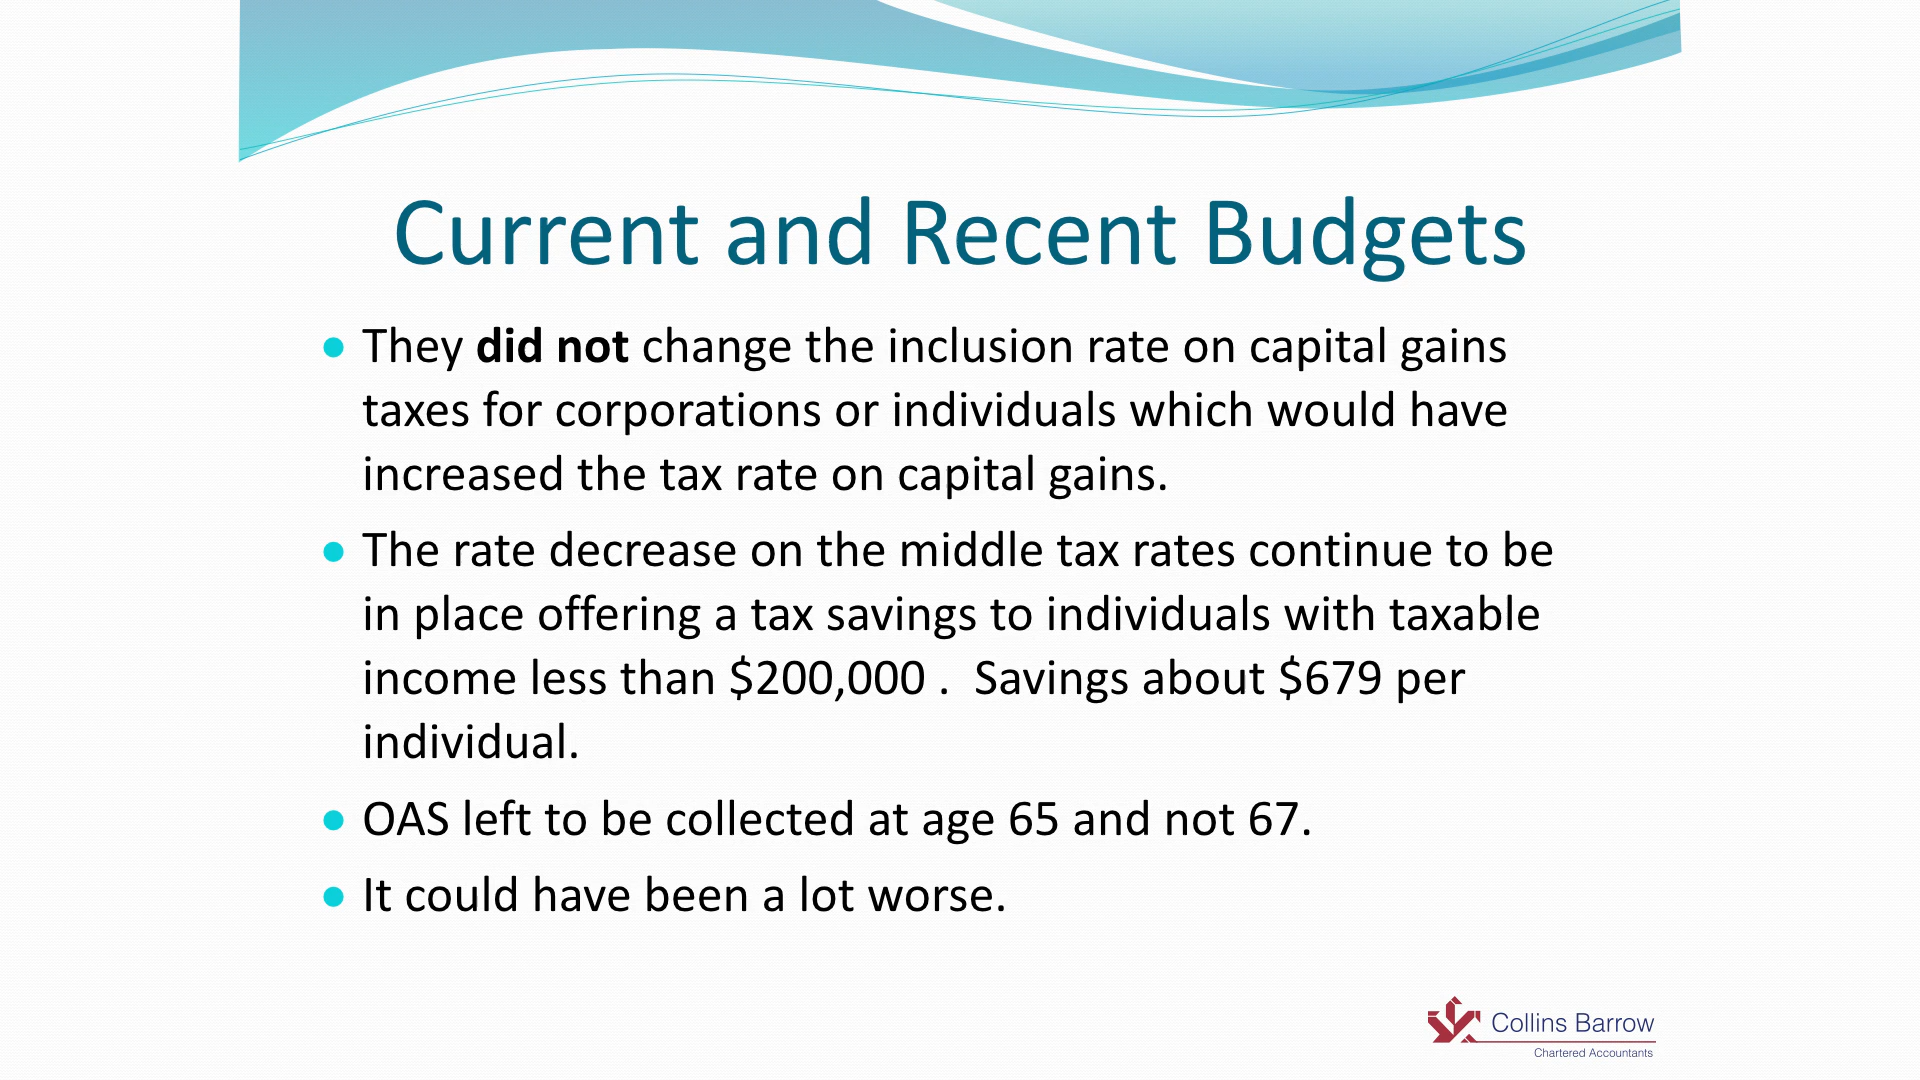 Current and Recent Budgets
• They did not change the inclusion rate on capital gains
taxes for corporations or individuals which would have
increased the tax rate on capital gains.
• The rate decrease on the middle tax rates continue to be
in place offering a tax savings to individuals with taxable
income less than $200,000 .  Savings about $679 per
individual.
• OAS left to be collected at age 65 and not 67.
• It could have been a lot worse.
Collins Barrow
Chartered Accountants